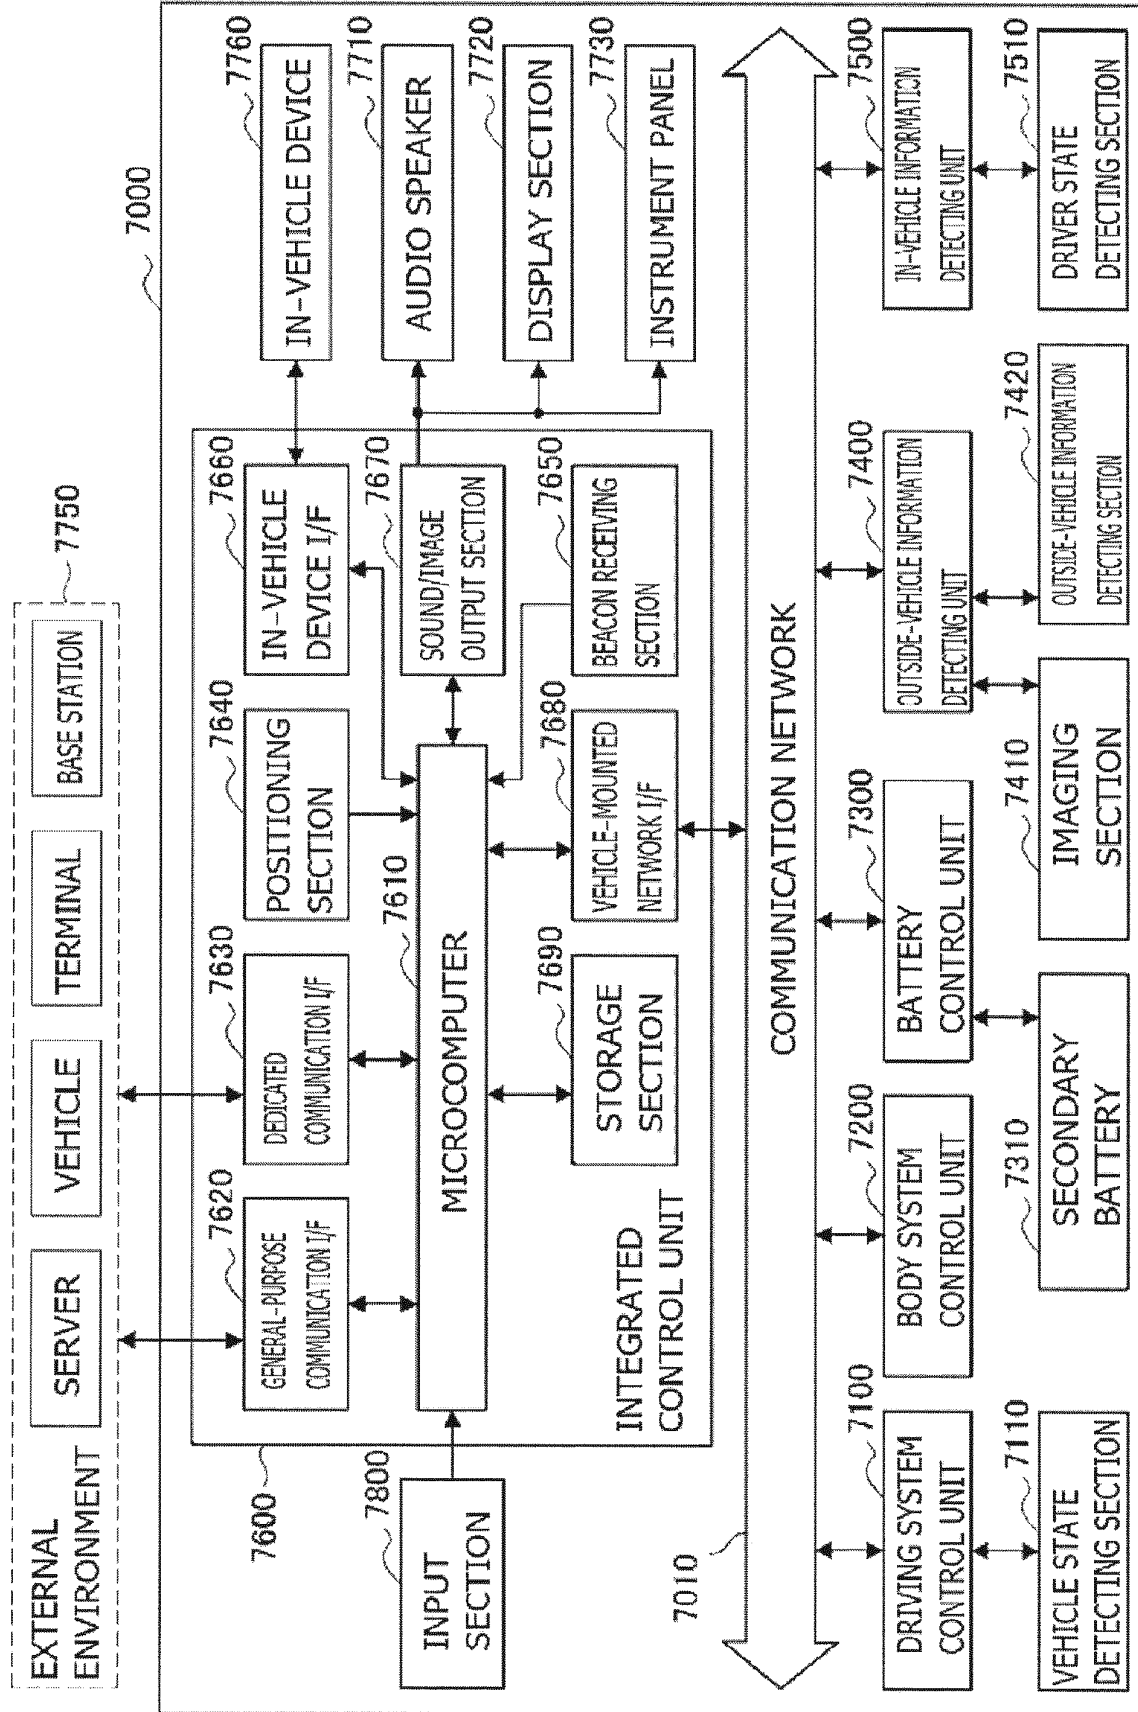 EXTERNAL
ENVIRONMENT
SERVER
VEHICLE
TERMINAL
BASE STATION
7750
7000
7600
7620
GENERAL-PURPOSE
COMMUNICATION I/F
7630
DEDICATED
COMMUNICATION I/F
7640
POSITIONING
SECTION
7660
IN-VEHICLE
DEVICE I/F
7760
IN-VEHICLE DEVICE
7800
INPUT
SECTION
7610
MICROCOMPUTER
7670
SOUND/IMAGE
OUTPUT SECTION
7710
AUDIO SPEAKER
7720
DISPLAY SECTION
7730
INSTRUMENT PANEL
INTEGRATED
CONTROL UNIT
7690
STORAGE
SECTION
7680
VEHICLE-MOUNTED
NETWORK I/F
7650
BEACON RECEIVING
SECTION
7010
COMMUNICATION NETWORK
7100
DRIVING SYSTEM
CONTROL UNIT
7200
BODY SYSTEM
CONTROL UNIT
7300
BATTERY
CONTROL UNIT
7400
OUTSIDE-VEHICLE INFORMATION
DETECTING UNIT
7500
IN-VEHICLE INFORMATION
DETECTING UNIT
7110
VEHICLE STATE
DETECTING SECTION
7310
SECONDARY
BATTERY
7410
IMAGING
SECTION
7420
OUTSIDE-VEHICLE INFORMATION
DETECTING SECTION
7510
DRIVER STATE
DETECTING SECTION